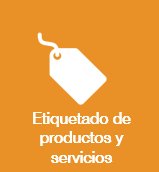 Etiquetado de
productos y
servicios